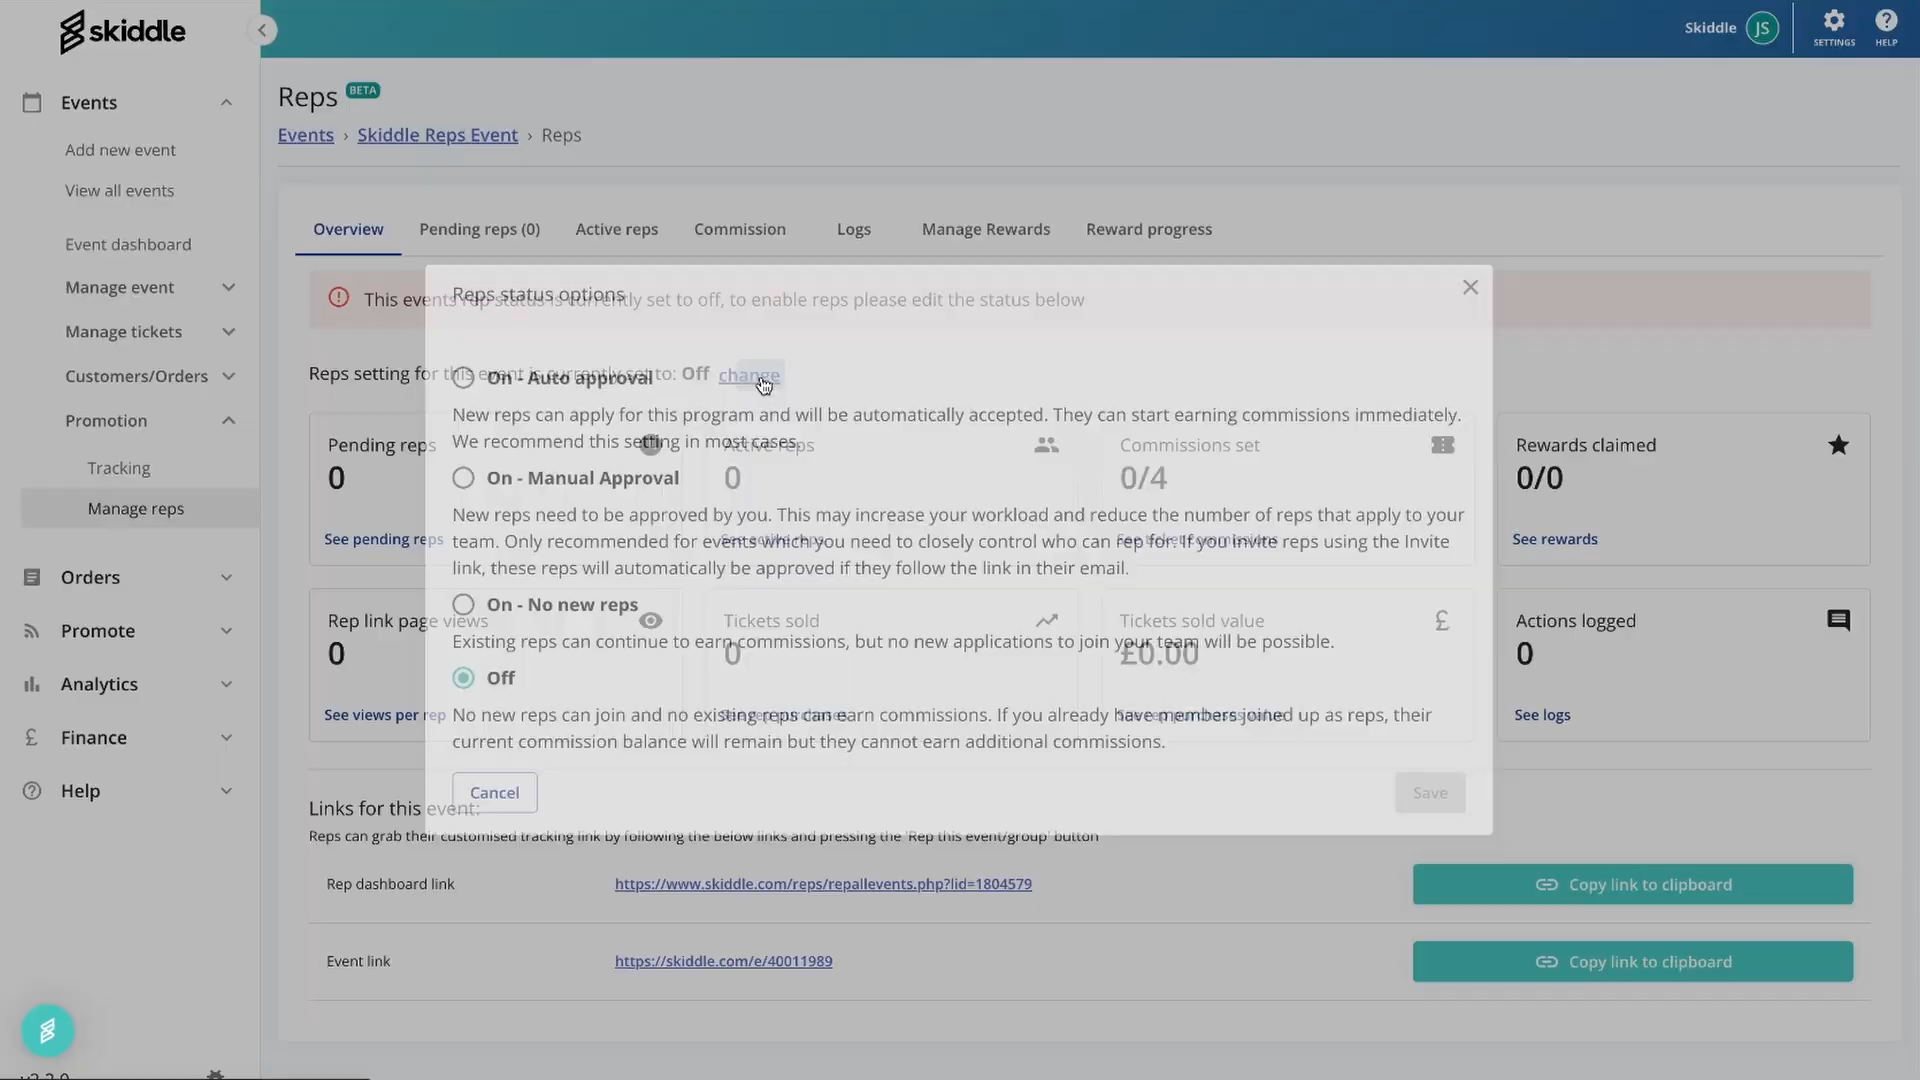 skiddle
Skiddle JS
SETTINGS
HELP
Events
Add new event
View all events
Event dashboard
Manage event
Manage tickets
Customers/Orders
Promotion
Tracking
Manage reps
Orders
Promote
Analytics
Finance
Help
Reps BETA
Events › Skiddle Reps Event › Reps
Overview
Pending reps (0)
Active reps
Commission
Logs
Manage Rewards
Reward progress
This events rep status is currently set to off, to enable reps please edit the status below
Reps setting for this event is currently set to: Off change
Reps status options
On - Auto approval
New reps can apply for this program and will be automatically accepted. They can start earning commissions immediately.
We recommend this setting in most cases.
On - Manual Approval
New reps need to be approved by you. This may increase your workload and reduce the number of reps that apply to your
team. Only recommended for events which you need to closely control who can rep for. If you invite reps using the Invite
link, these reps will automatically be approved if they follow the link in their email.
On - No new reps
Existing reps can continue to earn commissions, but no new applications to join your team will be possible.
Off
No new reps can join and no existing reps can earn commissions. If you already have members joined up as reps, their
current commission balance will remain but they cannot earn additional commissions.
Cancel
Save
Pending reps
0
See pending reps
Active reps
0
See active reps
Commissions set
0/4
See ticket commissions
Rewards claimed
0/0
See rewards
Rep link page views
0
See views per rep
Tickets sold
0
See rep purchases
Tickets sold value
£0.00
See rep purchases value
Actions logged
0
See logs
Links for this event:
Reps can grab their customised tracking link by following the below links and pressing the 'Rep this event/group' button
Rep dashboard link
https://www.skiddle.com/reps/repallevents.php?lid=1804579
Copy link to clipboard
Event link
https://skiddle.com/e/40011989
Copy link to clipboard